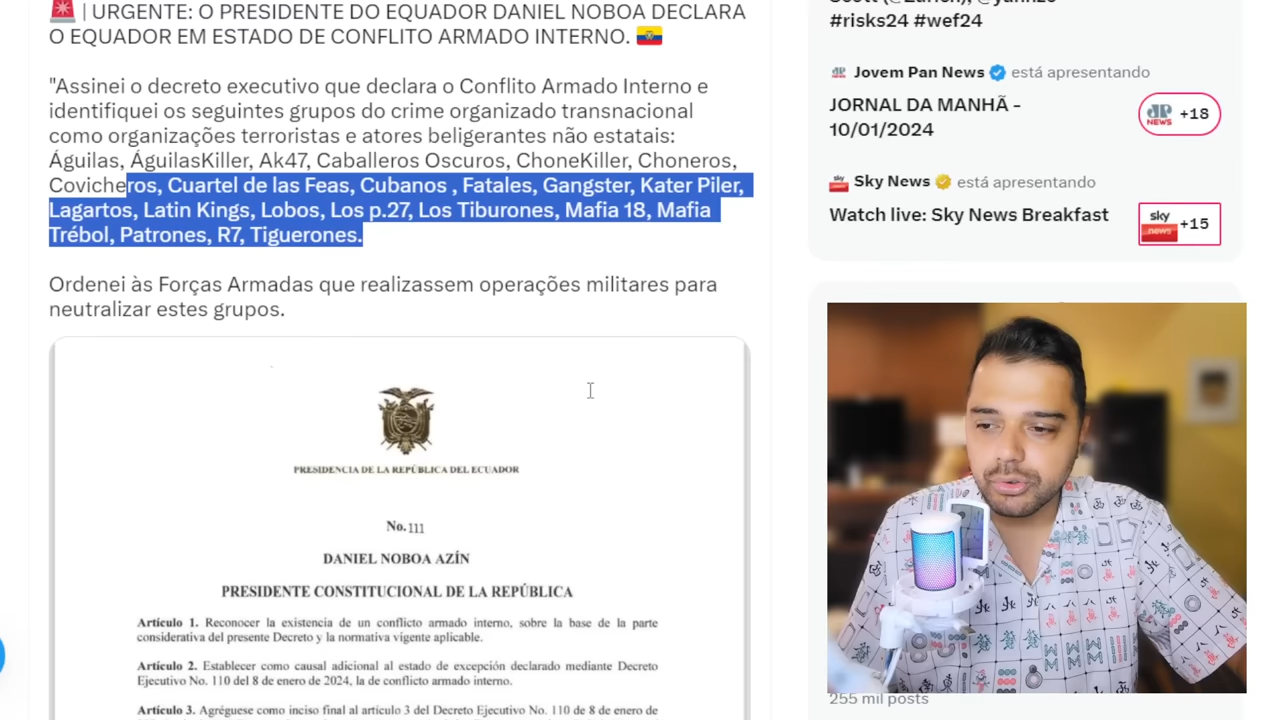 | URGENTE: O PRESIDENTE DO EQUADOR DANIEL NOBOA DECLARA
O EQUADOR EM ESTADO DE CONFLITO ARMADO INTERNO.
"Assinei o decreto executivo que declara o Conflito Armado Interno e
identifiquei os seguintes grupos do crime organizado transnacional
como organizações terroristas e atores beligerantes não estatais:
Águilas, ÁguilasKiller, Ak47, Caballeros Oscuros, ChoneKiller, Choneros,
Covicheros, Cuartel de las Feas, Cubanos , Fatales, Gangster, Kater Piler,
Lagartos, Latin Kings, Lobos, Los p.27, Los Tiburones, Mafia 18, Mafia
Trébol, Patrones, R7, Tiguerones.
Ordenei às Forças Armadas que realizassem operações militares para
neutralizar estes grupos.
PRESIDENCIA DE LA REPÚBLICA DEL ECUADOR
No. 111
DANIEL NOBOA AZÍN
PRESIDENTE CONSTITUCIONAL DE LA REPÚBLICA
Artículo 1. Reconocer la existencia de un conflicto armado interno, sobre la base de la parte
considerativa del presente Decreto y la normativa vigente aplicable.
Artículo 2. Establecer como causal adicional al estado de excepción declarado mediante Decreto
Ejecutivo No. 110 del 8 de enero de 2024, la de conflicto armado interno.
Artículo 3. Agréguese como inciso final al artículo 3 del Decreto Ejecutivo No. 110 de 8 de enero de
#risks24 #wef24
Jovem Pan News está apresentando
JORNAL DA MANHÃ -
10/01/2024
JP
NEWS
+18
Sky News está apresentando
Watch live: Sky News Breakfast
sky
news
+15
255 mil posts